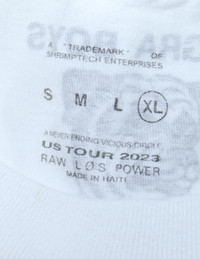 A "TRADEMARK" OF
SHRIMPTECH ENTERPRISES
S M L XL
A NEVER ENDING VICIOUS CIRCLE
US TOUR 2023
RAW LØS POWER
MADE IN HAITI